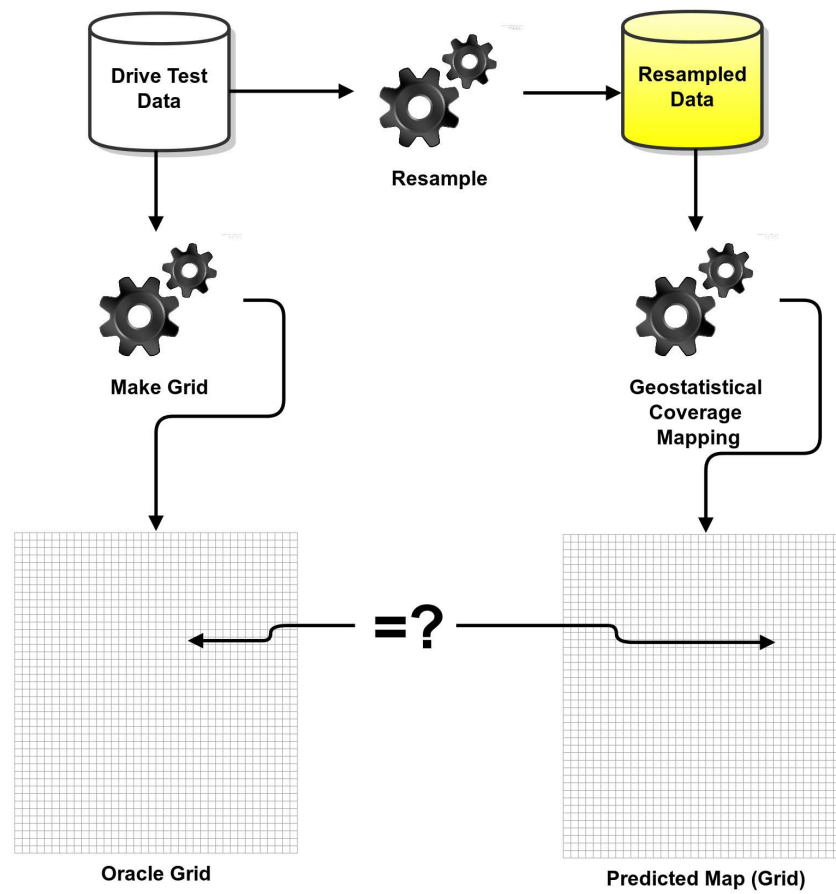 Drive Test
Data
Resampled
Data
Resample
Make Grid
Geostatistical
Coverage
Mapping
=?
Oracle Grid
Predicted Map (Grid)